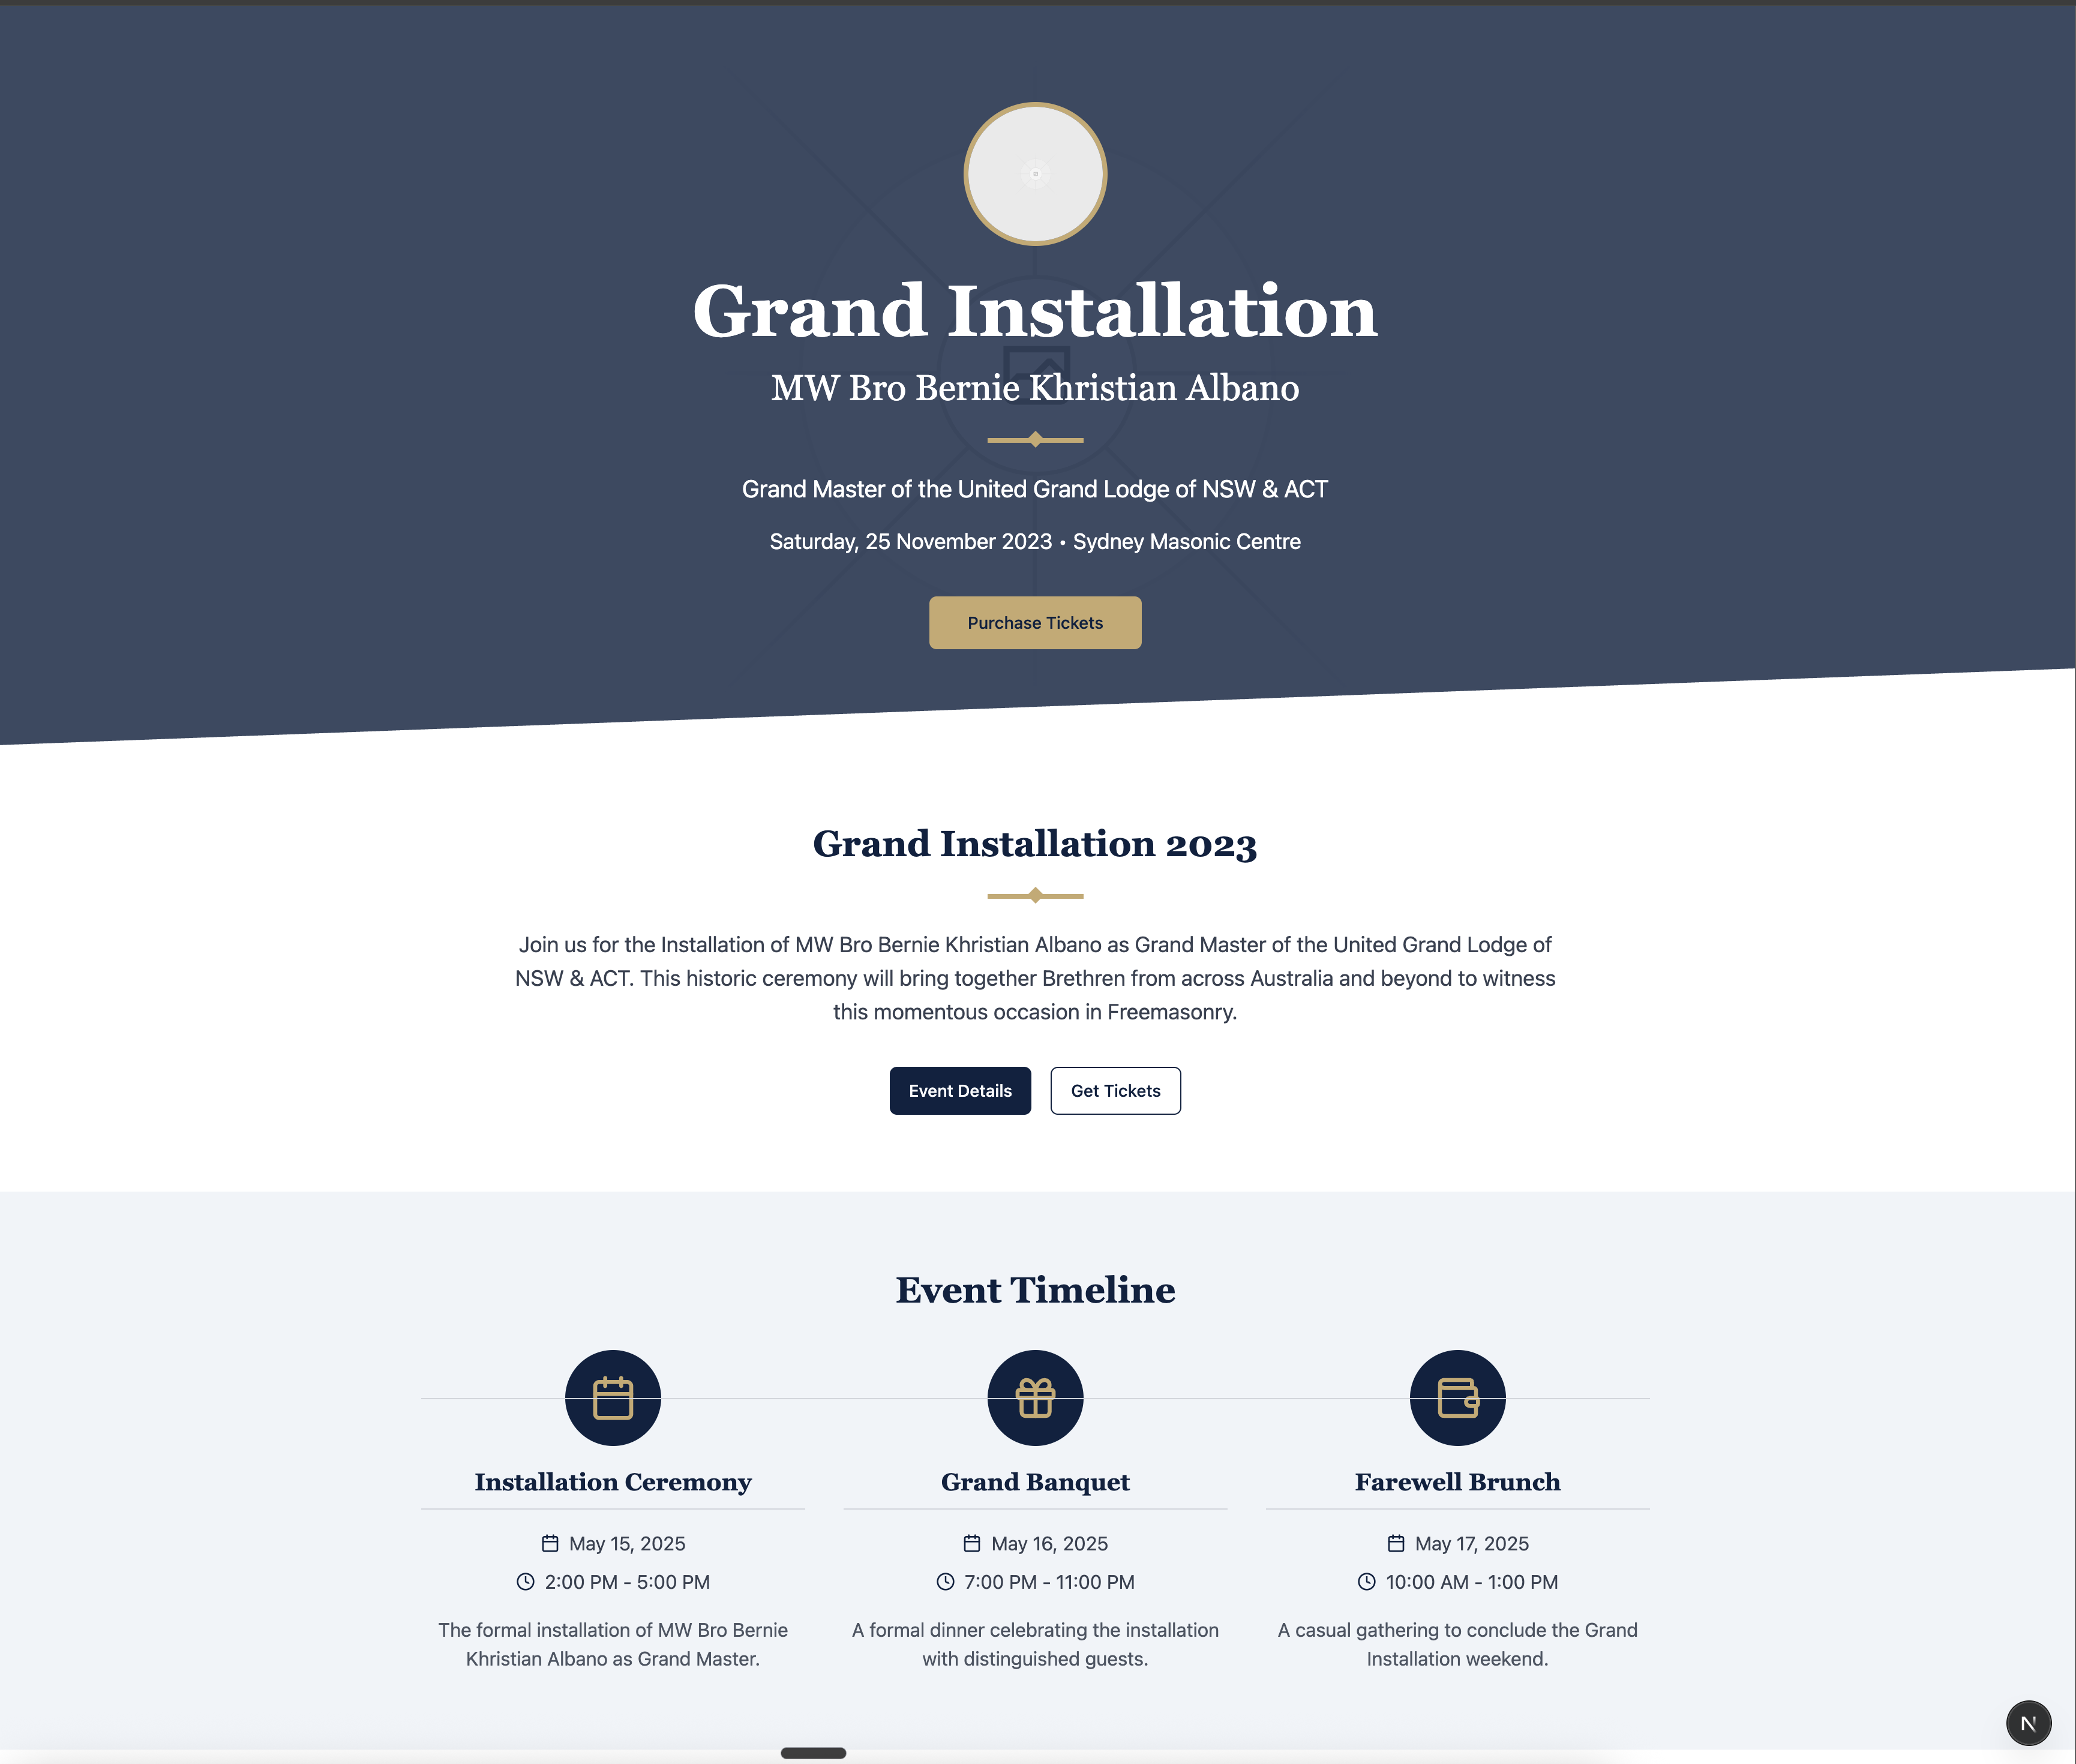 Grand Installation
MW Bro Bernie Khristian Albano
Grand Master of the United Grand Lodge of NSW & ACT
Saturday, 25 November 2023 • Sydney Masonic Centre
Purchase Tickets
Grand Installation 2023
Join us for the Installation of MW Bro Bernie Khristian Albano as Grand Master of the United Grand Lodge of
NSW & ACT. This historic ceremony will bring together Brethren from across Australia and beyond to witness
this momentous occasion in Freemasonry.
Event Details
Get Tickets
Event Timeline
Installation Ceremony
May 15, 2025
2:00 PM - 5:00 PM
The formal installation of MW Bro Bernie
Khristian Albano as Grand Master.
Grand Banquet
May 16, 2025
7:00 PM - 11:00 PM
A formal dinner celebrating the installation
with distinguished guests.
Farewell Brunch
May 17, 2025
10:00 AM - 1:00 PM
A casual gathering to conclude the Grand
Installation weekend.
N